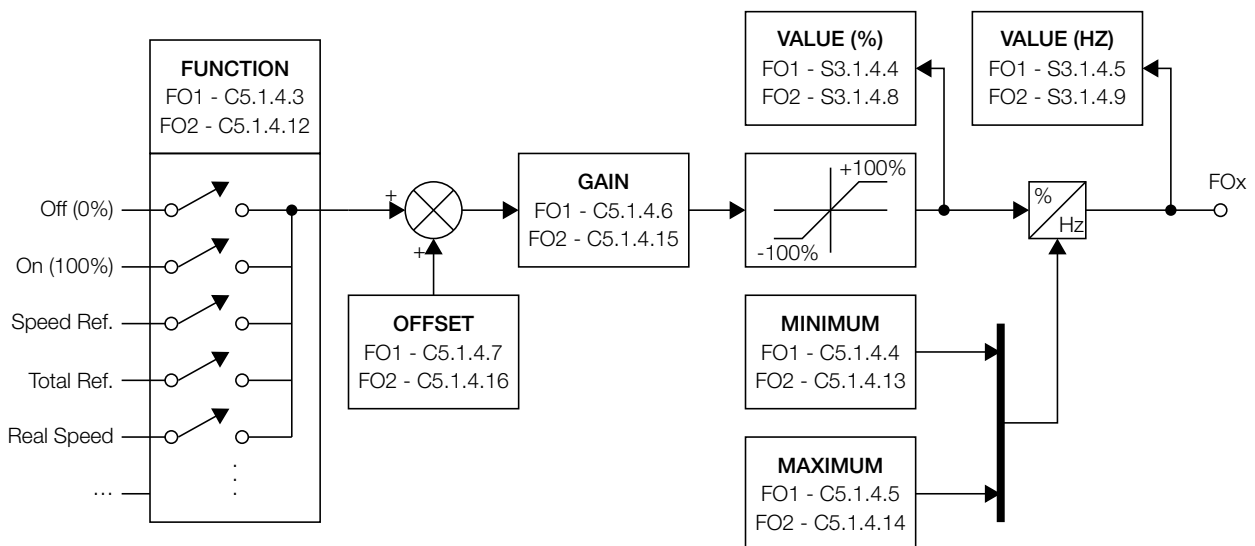 FUNCTION
FO1 - C5.1.4.3
FO2 - C5.1.4.12
Off (0%)
On (100%)
Speed Ref.
Total Ref.
Real Speed
...
+
+
OFFSET
FO1 - C5.1.4.7
FO2 - C5.1.4.16
GAIN
FO1 - C5.1.4.6
FO2 - C5.1.4.15
VALUE (%)
FO1 - S3.1.4.4
FO2 - S3.1.4.8
VALUE (HZ)
FO1 - S3.1.4.5
FO2 - S3.1.4.9
+100%
-100%
%
Hz
FOx
MINIMUM
FO1 - C5.1.4.4
FO2 - C5.1.4.13
MAXIMUM
FO1 - C5.1.4.5
FO2 - C5.1.4.14